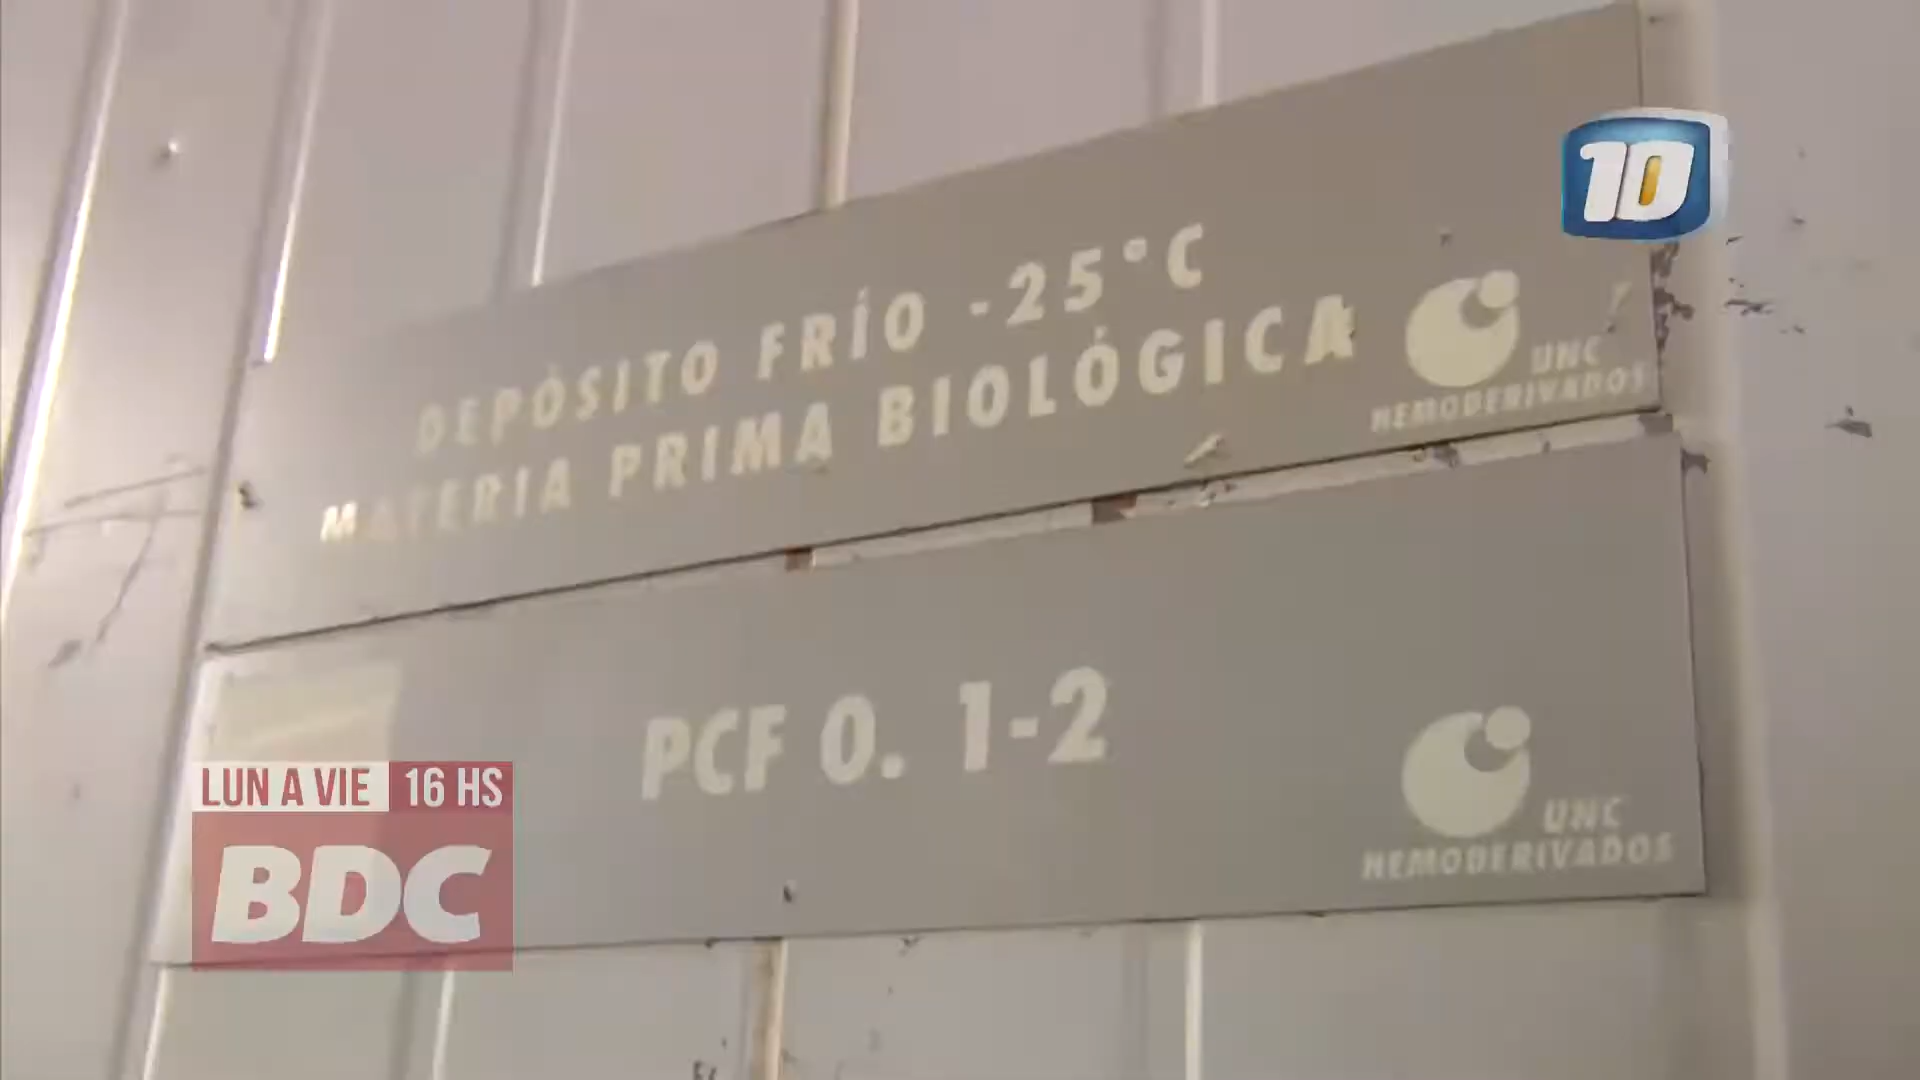 10
DEPÓSITO FRÍO -25°C
MATERIA PRIMA BIOLÓGICA
UNC
HEMODERIVADOS
PCF 0. 1-2
UNC
HEMODERIVADOS
LUN A VIE 16 HS
BDC